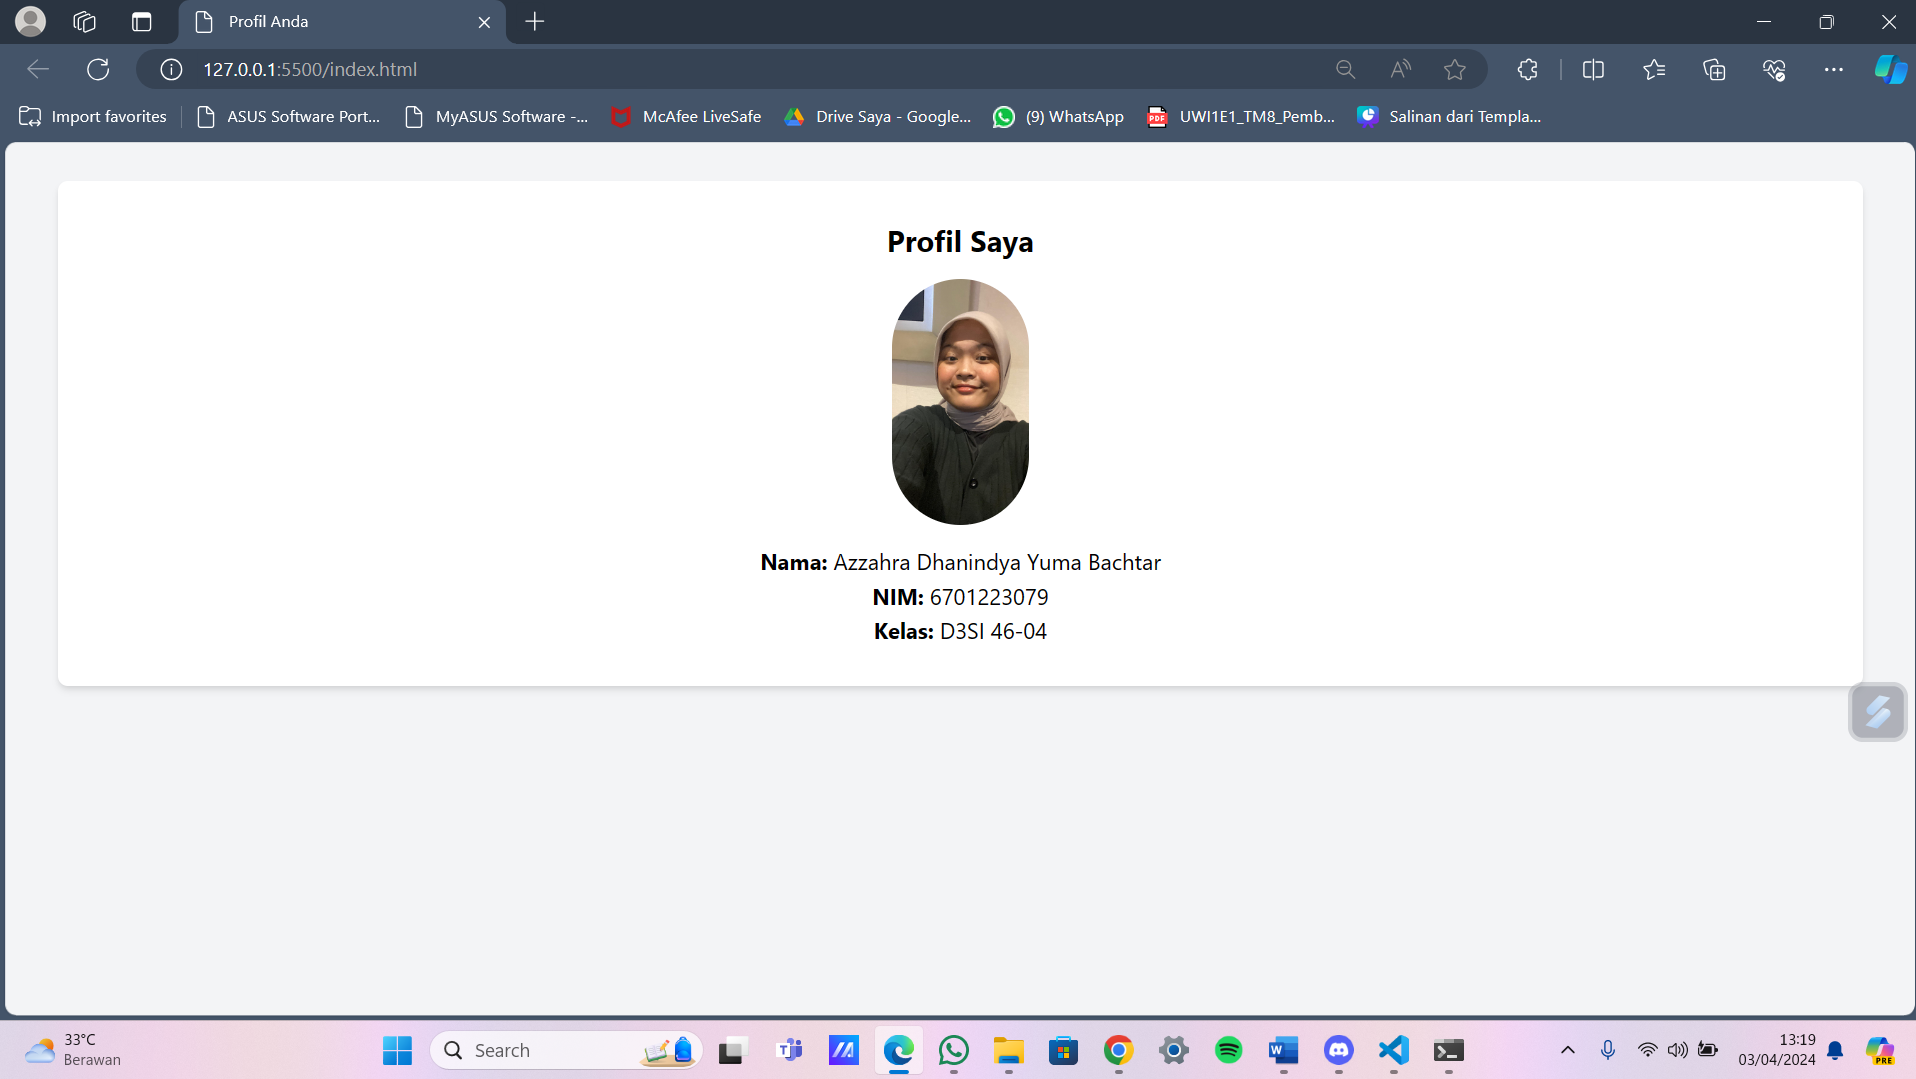 Profil Anda
127.0.0.1:5500/index.html
Import favorites
ASUS Software Port...
MyASUS Software -...
McAfee LiveSafe
Drive Saya - Google...
(9) WhatsApp
PDF
UWI1E1_TM8_Pemb...
Salinan dari Templa...
Profil Saya
Nama: Azzahra Dhanindya Yuma Bachtar
NIM: 6701223079
Kelas: D3SI 46-04
33°C
Berawan
Search
13:19
03/04/2024
PRE